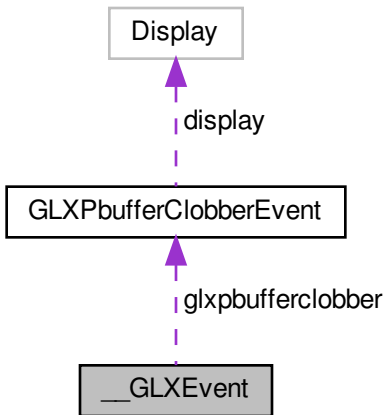 Display
display
GLXPbufferClobberEvent
glxpbufferclobber
__GLXEvent